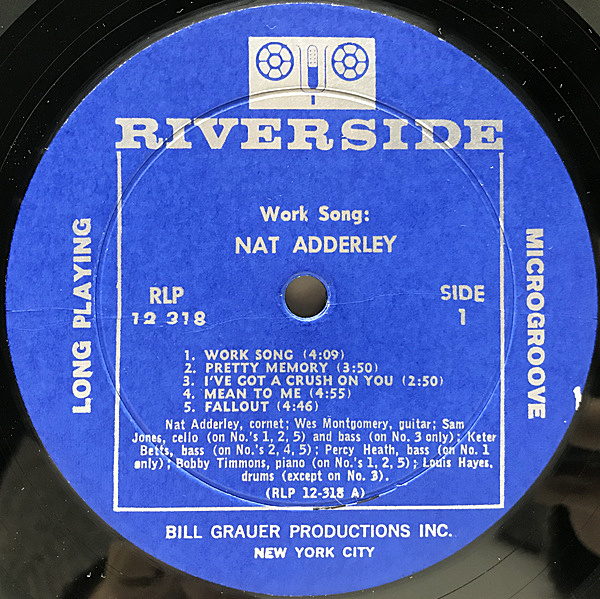 RIVERSIDE
Work Song:
NAT ADDERLEY
LONG PLAYING
MICROGROOVE
RLP
12 318
SIDE
1
1. WORK SONG (4:09)
2. PRETTY MEMORY (3:50)
3. I'VE GOT A CRUSH ON YOU (2:50)
4. MEAN TO ME (4:55)
5. FALLOUT (4:46)
Nat Adderley, cornet; Wes Montgomery, guitar; Sam
Jones, cello (on No.'s 1, 2, 5) and bass (on No. 3 only); Keter
Betts, bass (on No.'s 2, 4, 5); Percy Heath, bass (on No. 1
only); Bobby Timmons, piano (on No.'s 1, 2, 5); Louis Hayes,
drums (except on No. 3).
(RLP 12-318 A)
BILL GRAUER PRODUCTIONS INC.
NEW YORK CITY